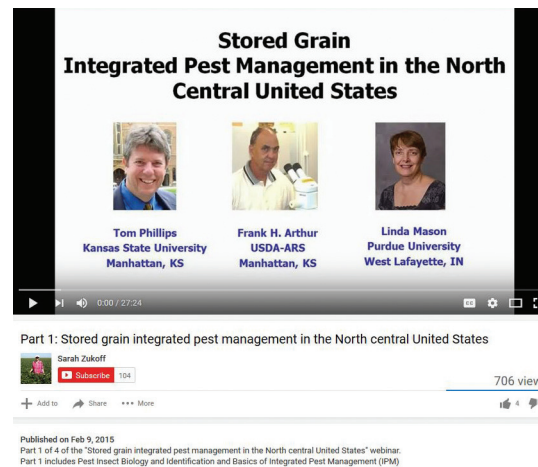 Stored Grain
Integrated Pest Management in the North
Central United States
Tom Phillips
Kansas State University
Manhattan, KS
Frank H. Arthur
USDA-ARS
Manhattan, KS
Linda Mason
Purdue University
West Lafayette, IN
0:00 / 27:24
CC
Part 1: Stored grain integrated pest management in the North central United States
Sarah Zukoff
Subscribe 104
706 view
Add to Share More
4
Published on Feb 9, 2015
Part 1 of 4 of the "Stored grain integrated pest management in the North central United States" webinar.
Part 1 includes Pest Insect Biology and Identification and Basics of Integrated Pest Management (IPM)